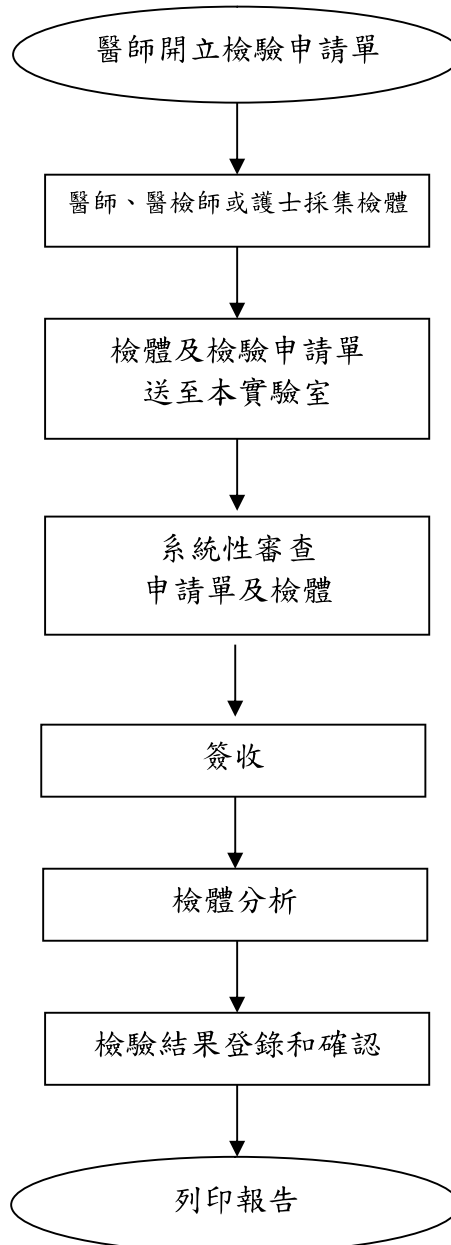 醫師開立檢驗申請單
醫師、醫檢師或護士採集檢體
檢體及檢驗申請單
送至本實驗室
系統性審查
申請單及檢體
簽收
檢體分析
檢驗結果登錄和確認
列印報告